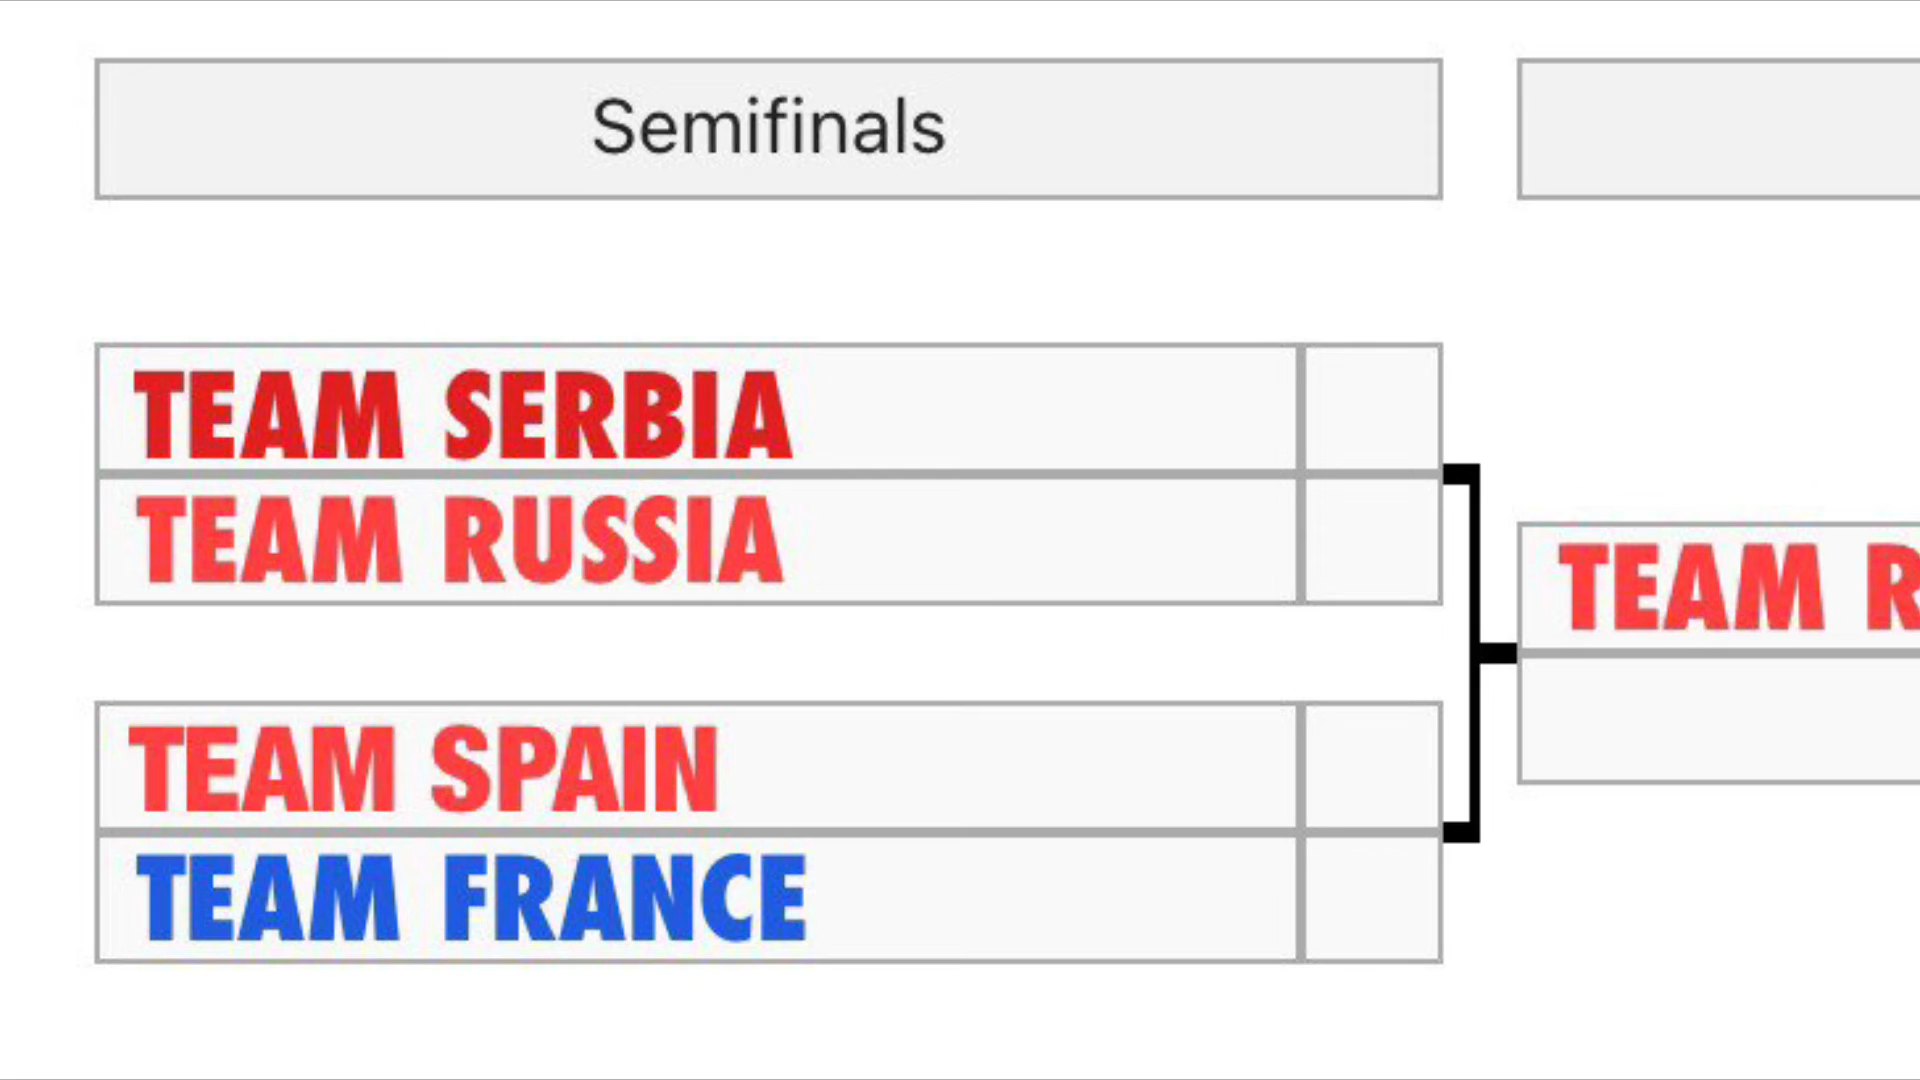 Semifinals
TEAM SERBIA
TEAM RUSSIA
TEAM R
TEAM SPAIN
TEAM FRANCE